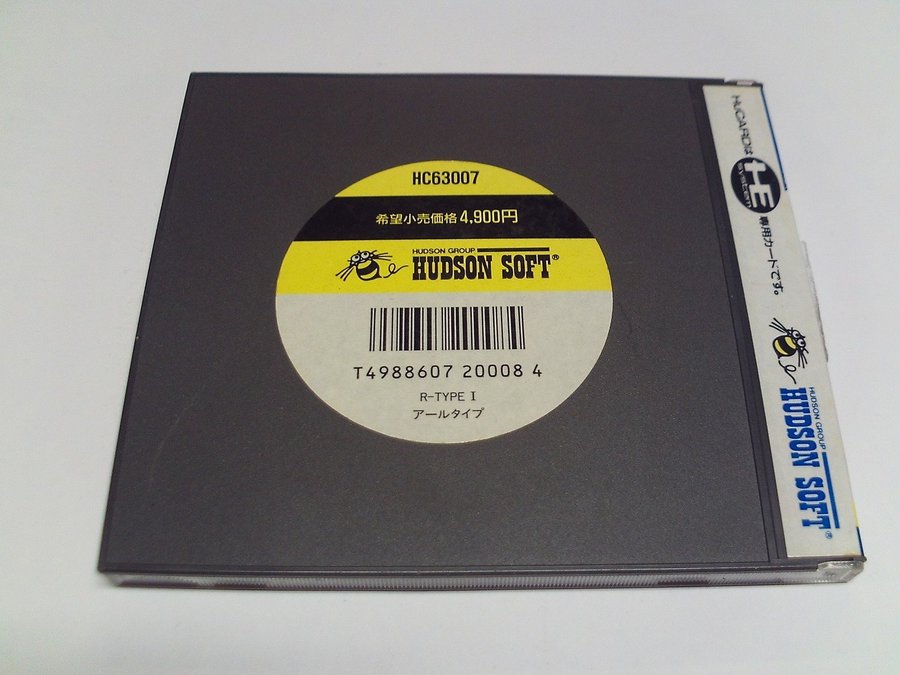 HC63007
希望小売価格4,900円
HUDSON GROUP
HUDSON SOFT®
T4988607 20008 4
R-TYPE I
アールタイプ
HuCARDは
HE
system
専用カードです。
HUDSON GROUP
HUDSON SOFT®